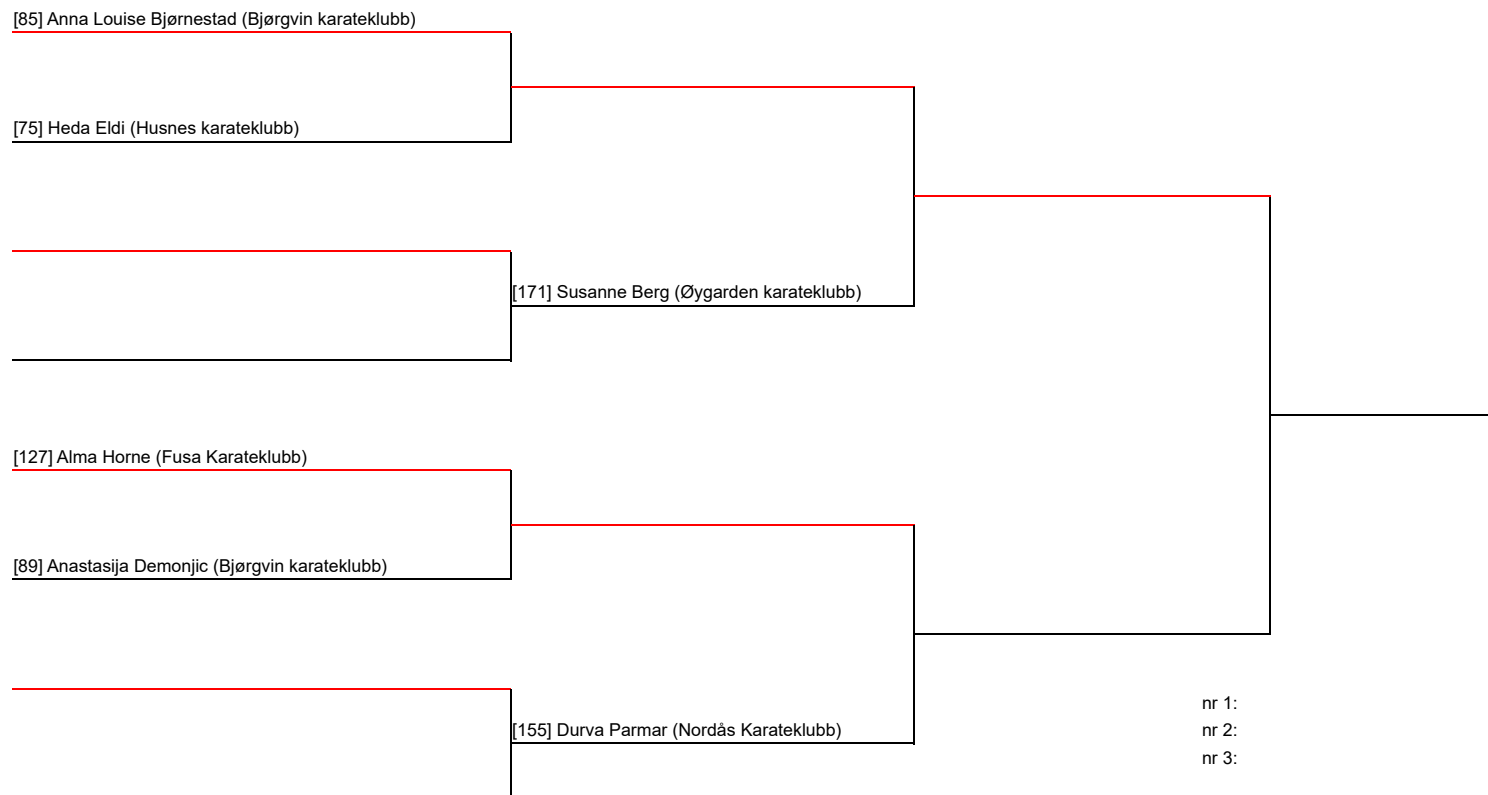 [85] Anna Louise Bjørnestad (Bjørgvin karateklubb)
[75] Heda Eldi (Husnes karateklubb)
[171] Susanne Berg (Øygarden karateklubb)
[127] Alma Horne (Fusa Karateklubb)
[89] Anastasija Demonjic (Bjørgvin karateklubb)
[155] Durva Parmar (Nordås Karateklubb)
nr 1:
nr 2:
nr 3: